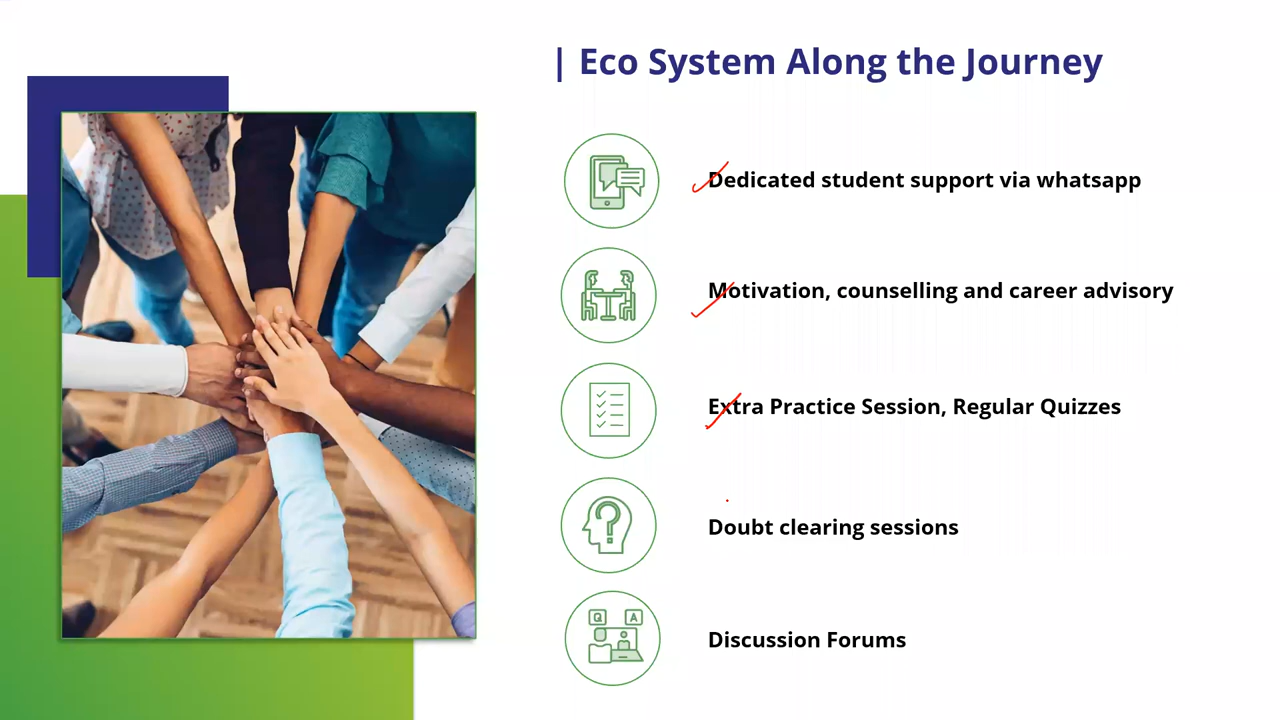 | Eco System Along the Journey
Dedicated student support via whatsapp
Motivation, counselling and career advisory
Extra Practice Session, Regular Quizzes
Doubt clearing sessions
Q A
Discussion Forums